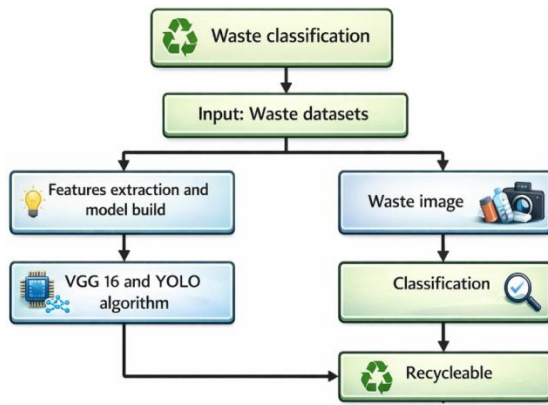 Waste classification
Input: Waste datasets
Features extraction and
model build
Waste image
VGG 16 and YOLO
algorithm
Classification
Recycleable